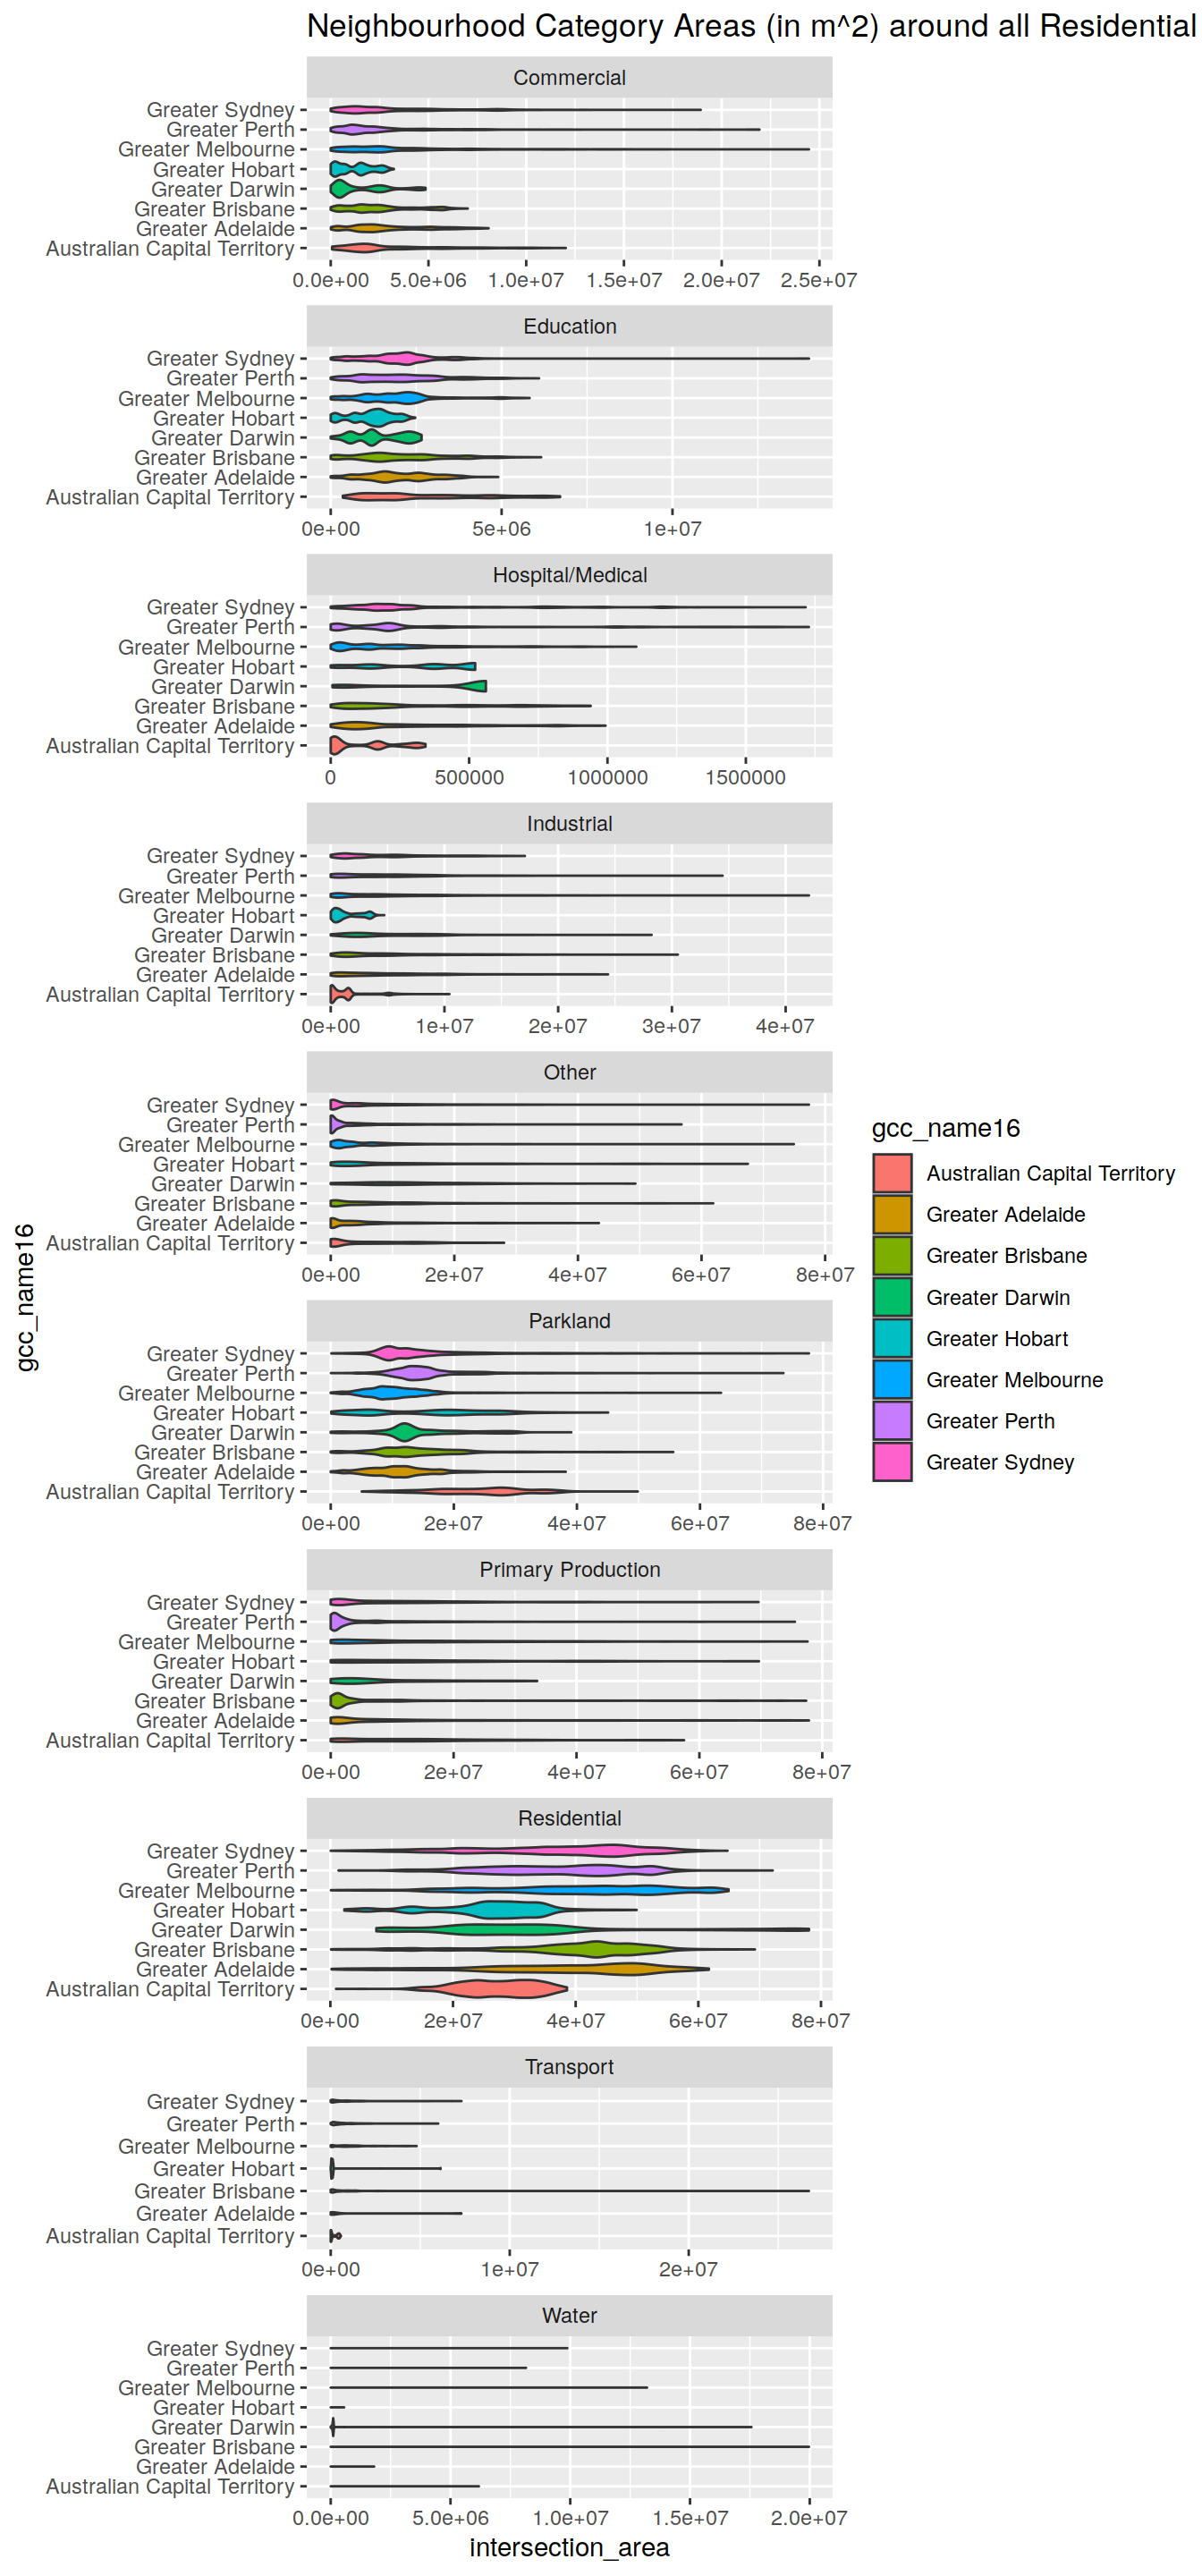 Neighbourhood Category Areas (in m^2) around all Residential
Commercial
Greater Sydney
Greater Perth
Greater Melbourne
Greater Hobart
Greater Darwin
Greater Brisbane
Greater Adelaide
Australian Capital Territory
0.0e+00 5.0e+06 1.0e+07 1.5e+07 2.0e+07 2.5e+07
Education
Greater Sydney
Greater Perth
Greater Melbourne
Greater Hobart
Greater Darwin
Greater Brisbane
Greater Adelaide
Australian Capital Territory
0e+00 5e+06 1e+07
Hospital/Medical
Greater Sydney
Greater Perth
Greater Melbourne
Greater Hobart
Greater Darwin
Greater Brisbane
Greater Adelaide
Australian Capital Territory
0 500000 1000000 1500000
Industrial
Greater Sydney
Greater Perth
Greater Melbourne
Greater Hobart
Greater Darwin
Greater Brisbane
Greater Adelaide
Australian Capital Territory
0e+00 1e+07 2e+07 3e+07 4e+07
Other
Greater Sydney
Greater Perth
Greater Melbourne
Greater Hobart
Greater Darwin
Greater Brisbane
Greater Adelaide
Australian Capital Territory
0e+00 2e+07 4e+07 6e+07 8e+07
Parkland
Greater Sydney
Greater Perth
Greater Melbourne
Greater Hobart
Greater Darwin
Greater Brisbane
Greater Adelaide
Australian Capital Territory
0e+00 2e+07 4e+07 6e+07 8e+07
Primary Production
Greater Sydney
Greater Perth
Greater Melbourne
Greater Hobart
Greater Darwin
Greater Brisbane
Greater Adelaide
Australian Capital Territory
0e+00 2e+07 4e+07 6e+07 8e+07
Residential
Greater Sydney
Greater Perth
Greater Melbourne
Greater Hobart
Greater Darwin
Greater Brisbane
Greater Adelaide
Australian Capital Territory
0e+00 2e+07 4e+07 6e+07 8e+07
Transport
Greater Sydney
Greater Perth
Greater Melbourne
Greater Hobart
Greater Brisbane
Greater Adelaide
Australian Capital Territory
0e+00 1e+07 2e+07
Water
Greater Sydney
Greater Perth
Greater Melbourne
Greater Hobart
Greater Darwin
Greater Brisbane
Greater Adelaide
Australian Capital Territory
0.0e+00 5.0e+06 1.0e+07 1.5e+07 2.0e+07
intersection_area
gcc_name16
gcc_name16
Australian Capital Territory
Greater Adelaide
Greater Brisbane
Greater Darwin
Greater Hobart
Greater Melbourne
Greater Perth
Greater Sydney